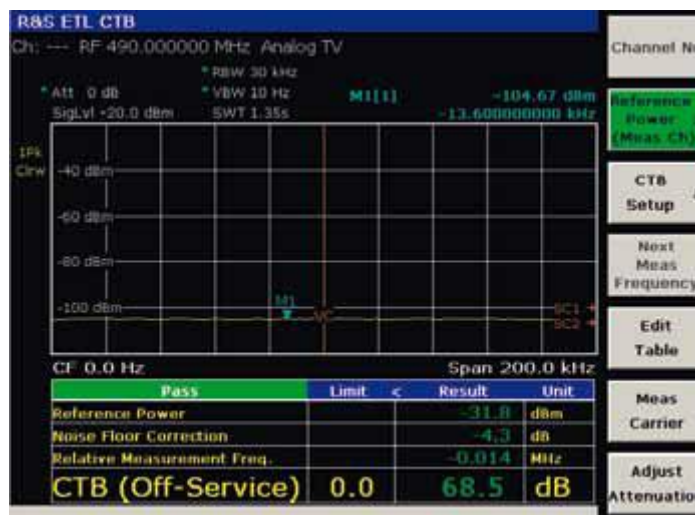 R&S ETL CTB
Ch: --- RF 490.000000 MHz Analog TV
* RBW 30 kHz
* Att 0 dB * VBW 10 Hz M1[1] -104.67 dBm
SigLvl -20.0 dBm SWT 1.35s -13.600000000 kHz
1Pk
Clrw
-40 dBm
-60 dBm
-80 dBm
-100 dBm
M1
VC
SC1
SC2
CF 0.0 Hz Span 200.0 kHz
Pass Limit < Result Unit
Reference Power -31.8 dBm
Noise Floor Correction -4.3 dB
Relative Measurement Freq. -0.014 MHz
CTB (Off-Service) 0.0 68.5 dB
Channel N
Reference
Power
(Meas Ch)
CTB
Setup
Next
Meas
Frequency
Edit
Table
Meas
Carrier
Adjust
Attenuatio